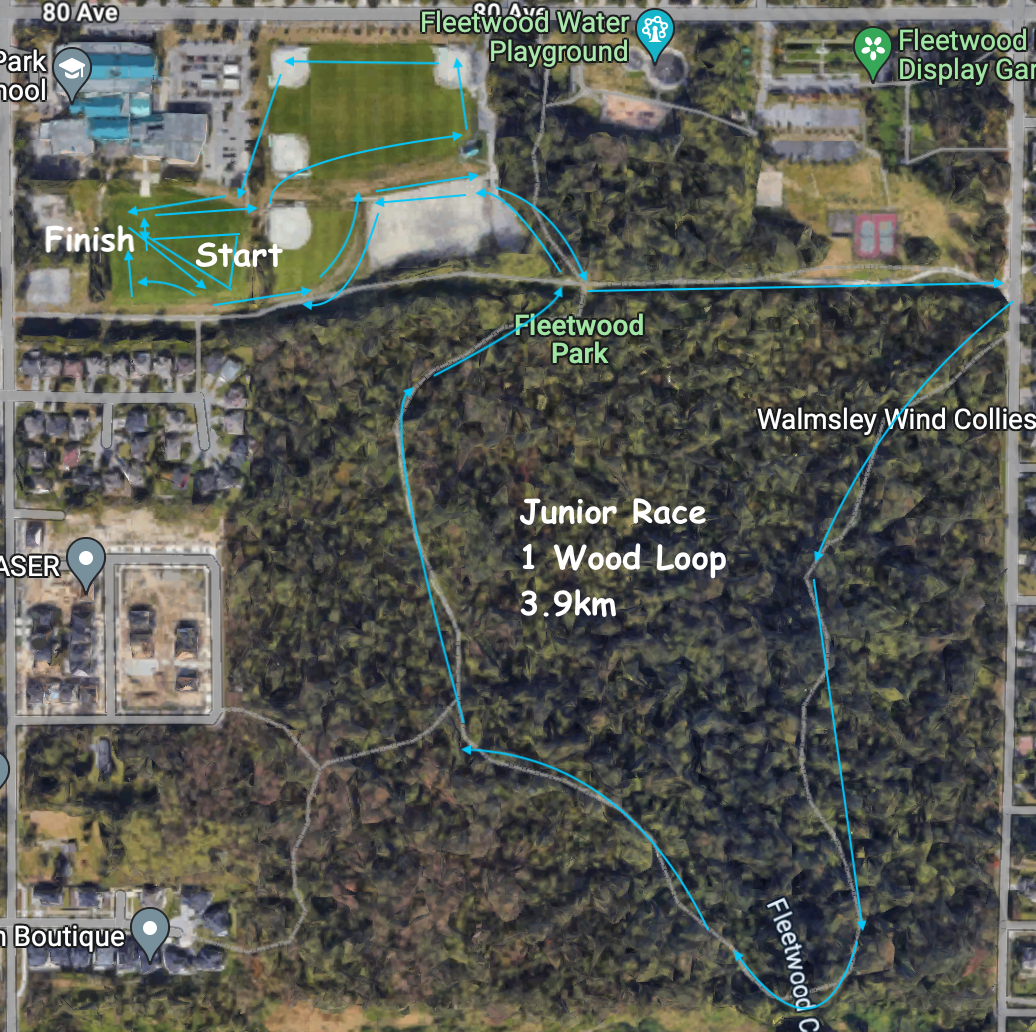 80 Ave
80 Ave
Fleetwood Water
Playground
Fleetwood
Display Gar
Park
hool
Finish
Start
Fleetwood
Park
Walmsley Wind Collies
Junior Race
1 Wood Loop
3.9km
ASER
n Boutique
Fleetwood C